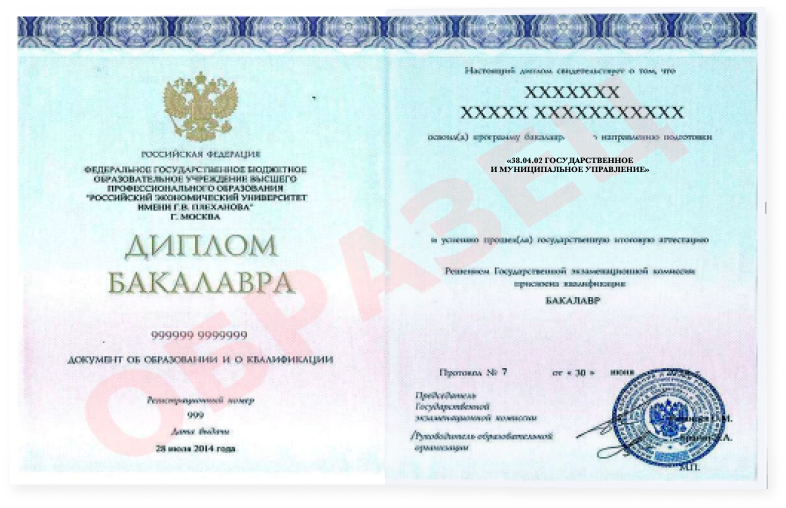 РОССИЙСКАЯ ФЕДЕРАЦИЯ
ФЕДЕРАЛЬНОЕ ГОСУДАРСТВЕННОЕ БЮДЖЕТНОЕ
ОБРАЗОВАТЕЛЬНОЕ УЧРЕЖДЕНИЕ ВЫСШЕГО
ПРОФЕССИОНАЛЬНОГО ОБРАЗОВАНИЯ
"РОССИЙСКИЙ ЭКОНОМИЧЕСКИЙ УНИВЕРСИТЕТ
ИМЕНИ Г.В. ПЛЕХАНОВА"
Г. МОСКВА
ДИПЛОМ
БАКАЛАВРА
999999 9999999
ДОКУМЕНТ ОБ ОБРАЗОВАНИИ И О КВАЛИФИКАЦИИ
Регистрационный номер
999
Дата выдачи
28 июля 2014 года
Настоящий диплом свидетельствует о том, что
XXXXXXX
XXXXX XXXXXXXXXXX
освоил(а) программу бакалавр о направлению подготовки
«38.04.02 ГОСУДАРСТВЕННОЕ
И МУНИЦИПАЛЬНОЕ УПРАВЛЕНИЕ»
и успешно прошел(ла) государственную итоговую аттестацию
Решением Государственной экзаменационной комиссии
присвоена квалификация
БАКАЛАВР
Протокол № 7 от « 30 » июня
Председатель
Государственной
экзаменационной комиссии
Руководитель образовательной
организации
М.П.
ОБРАЗЕЦ